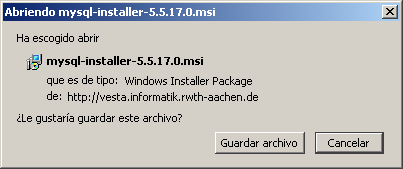 Abriendo mysql-installer-5.5.17.0.msi
Ha escogido abrir
mysql-installer-5.5.17.0.msi
que es de tipo: Windows Installer Package
de: http://vesta.informatik.rwth-aachen.de
¿Le gustaría guardar este archivo?
Guardar archivo Cancelar